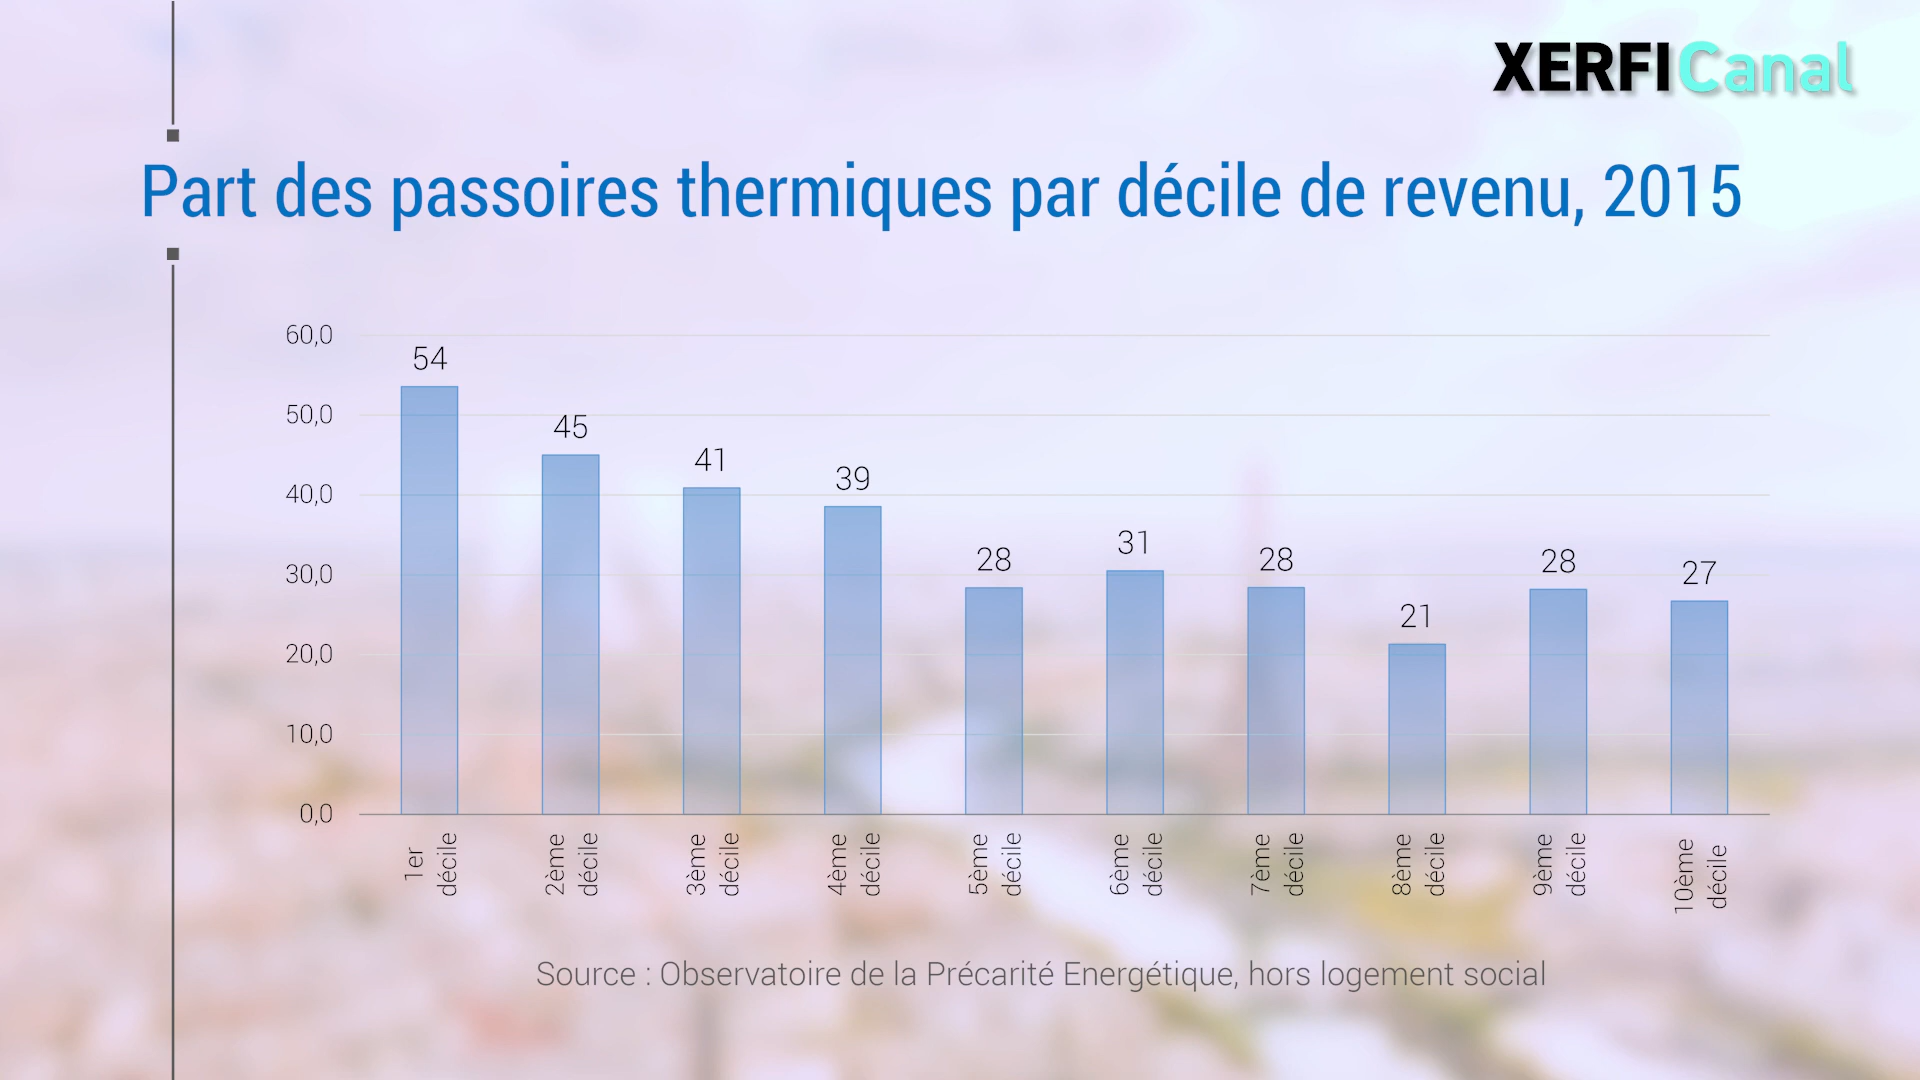 XERFI Canal
Part des passoires thermiques par décile de revenu, 2015
60,0
50,0
40,0
30,0
20,0
10,0
0,0
54
45
41
39
28
31
28
21
28
27
1er
décile
2ème
décile
3ème
décile
4ème
décile
5ème
décile
6ème
décile
7ème
décile
8ème
décile
9ème
décile
10ème
décile
Source : Observatoire de la Précarité Energétique, hors logement social